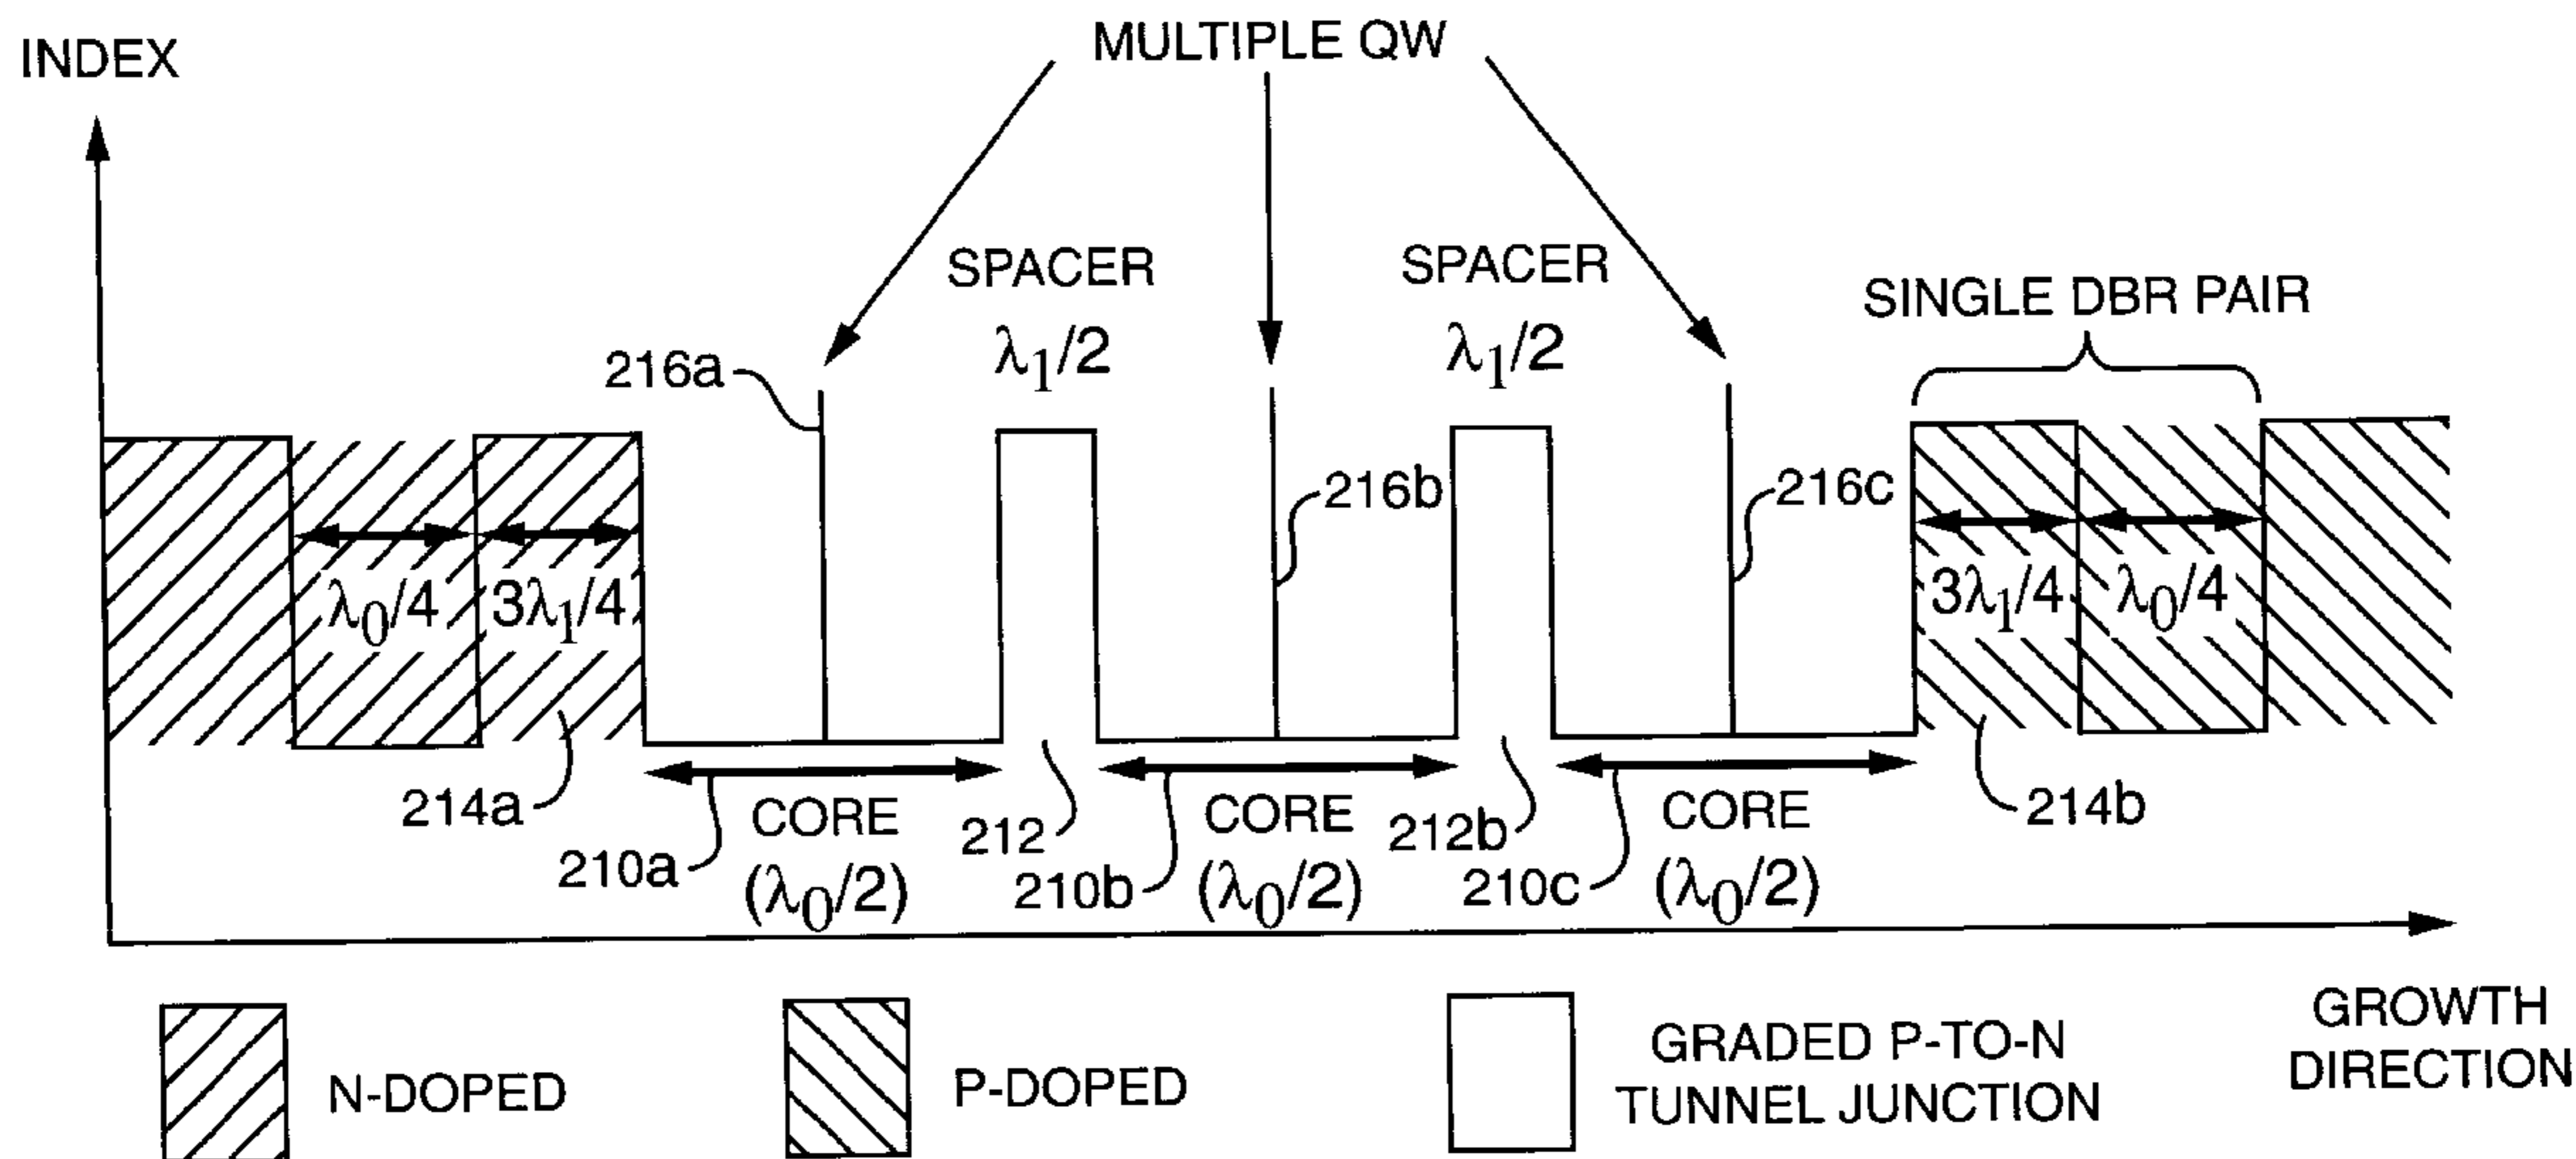 INDEX
MULTIPLE QW
SPACER
λ₁/2
SPACER
λ₁/2
SINGLE DBR PAIR
216a
216b
216c
λ₀/4
3λ₁/4
3λ₁/4
λ₀/4
214a
210a
CORE
(λ₀/2)
212
210b
CORE
(λ₀/2)
212b
210c
CORE
(λ₀/2)
214b
N-DOPED
P-DOPED
GRADED P-TO-N
TUNNEL JUNCTION
GROWTH
DIRECTION